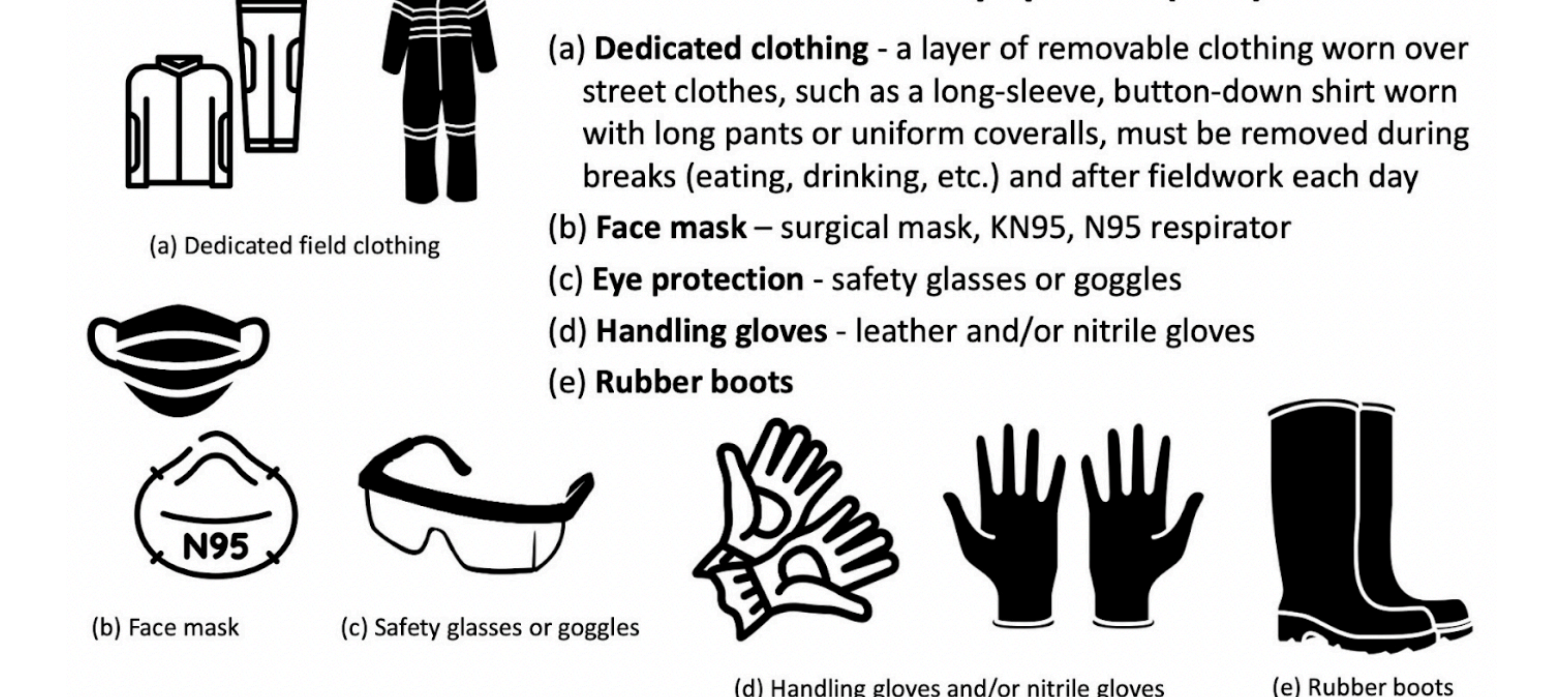 (a) Dedicated clothing - a layer of removable clothing worn over
street clothes, such as a long-sleeve, button-down shirt worn
with long pants or uniform coveralls, must be removed during
breaks (eating, drinking, etc.) and after fieldwork each day
(b) Face mask – surgical mask, KN95, N95 respirator
(c) Eye protection - safety glasses or goggles
(d) Handling gloves - leather and/or nitrile gloves
(e) Rubber boots
(a) Dedicated field clothing
N95
(b) Face mask
(c) Safety glasses or goggles
(d) Handling gloves and/or nitrile gloves
(e) Rubber boots